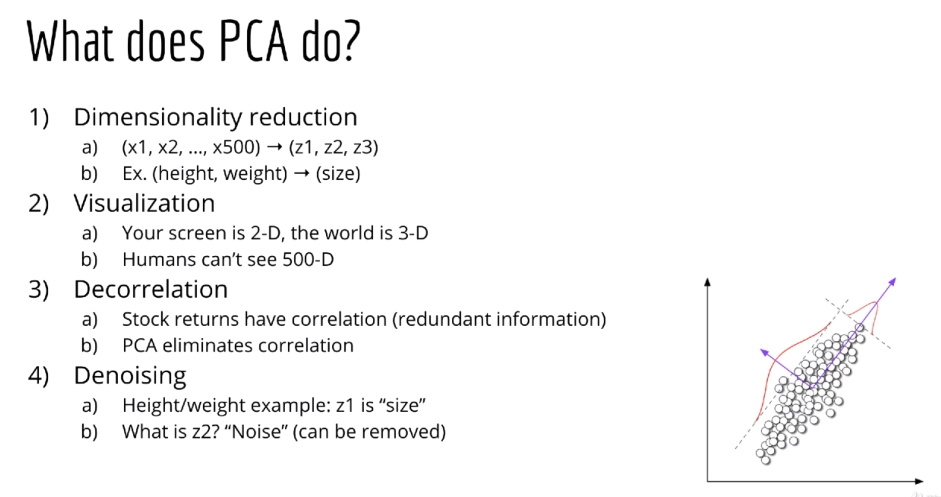 What does PCA do?
1) Dimensionality reduction
a) (x1, x2, ..., x500) → (z1, z2, z3)
b) Ex. (height, weight) → (size)
2) Visualization
a) Your screen is 2-D, the world is 3-D
b) Humans can't see 500-D
3) Decorrelation
a) Stock returns have correlation (redundant information)
b) PCA eliminates correlation
4) Denoising
a) Height/weight example: z1 is “size”
b) What is z2? “Noise” (can be removed)